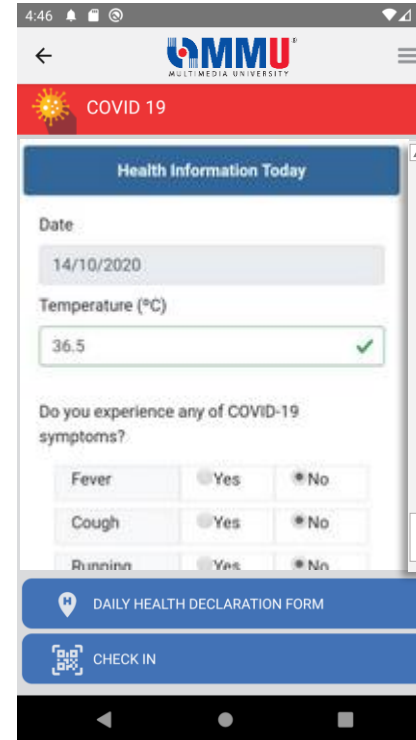 4:46
MMU
MULTIMEDIA UNIVERSITY
COVID 19
Health Information Today
Date
14/10/2020
Temperature (ºC)
36.5
Do you experience any of COVID-19
symptoms?
Fever Yes No
Cough Yes No
Running Yes No
H DAILY HEALTH DECLARATION FORM
CHECK IN